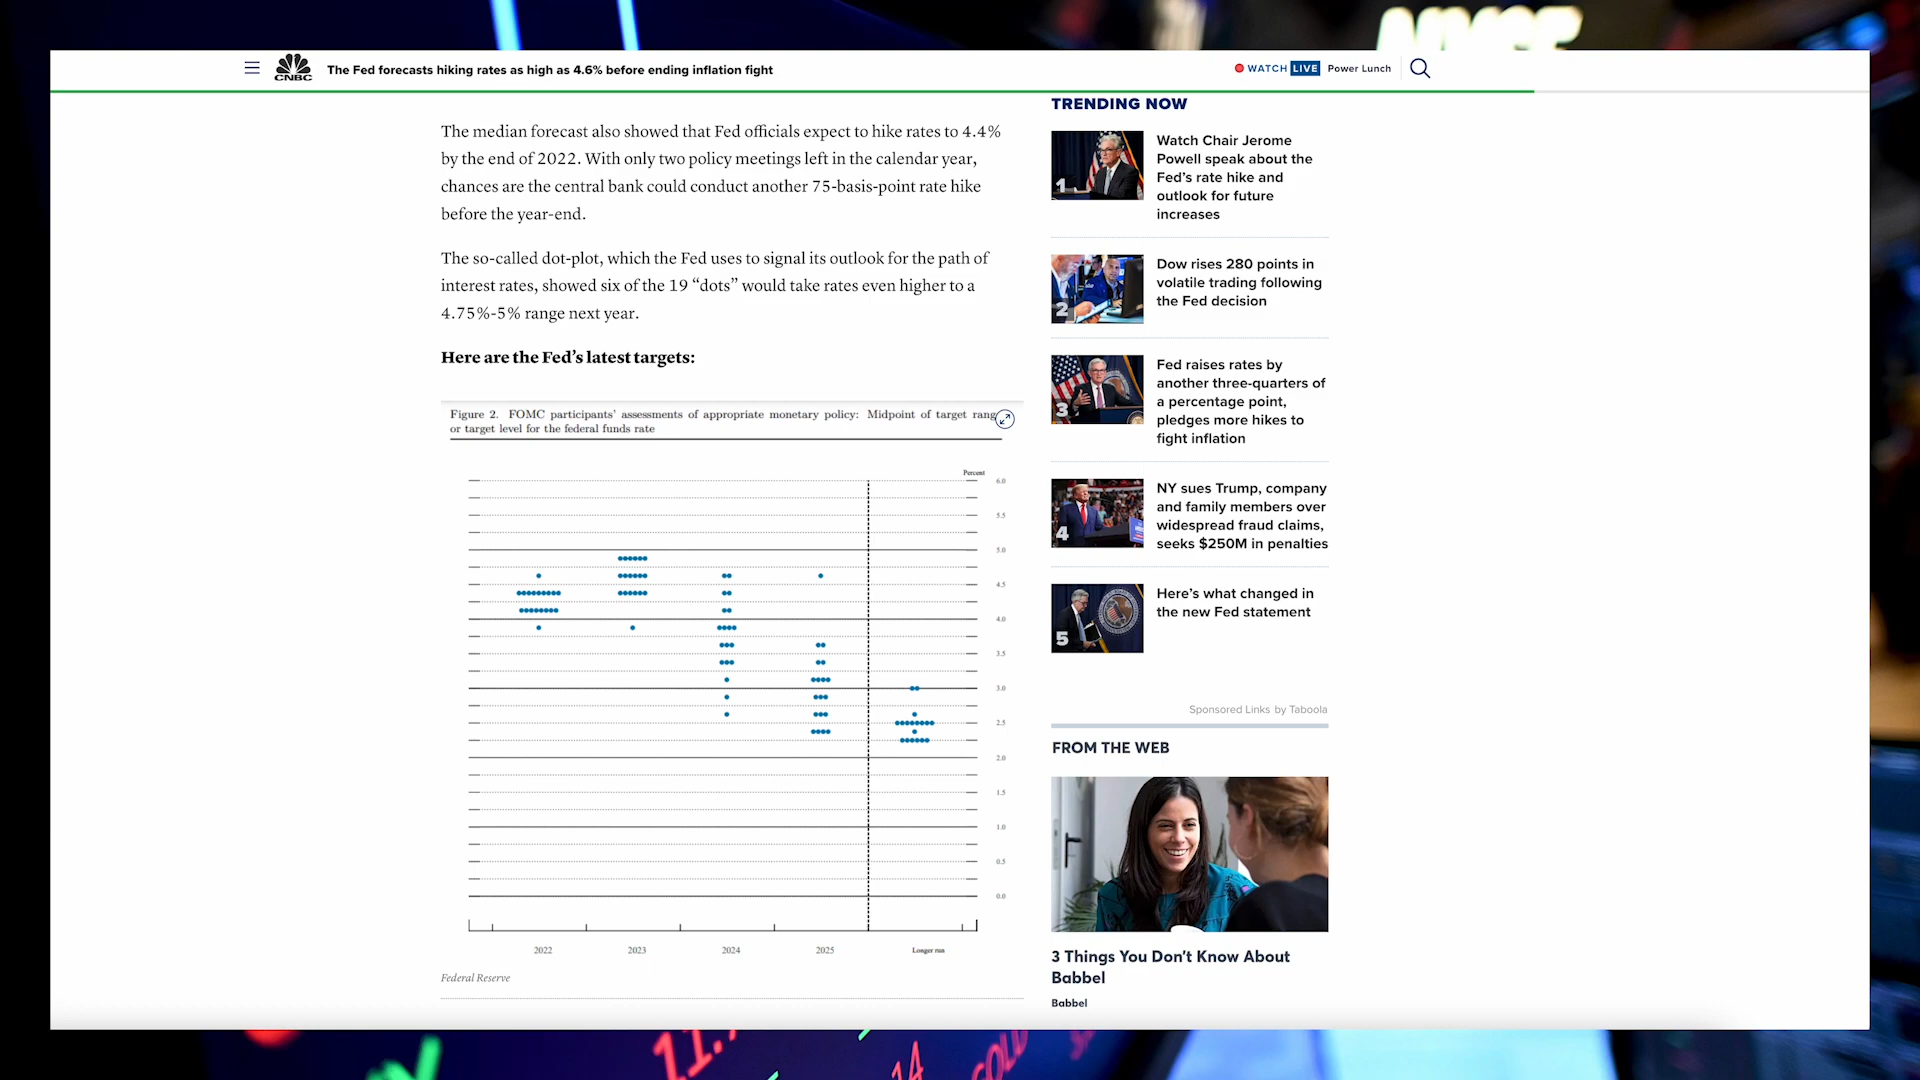 NYSE
CNBC
The Fed forecasts hiking rates as high as 4.6% before ending inflation fight
WATCH LIVE Power Lunch
The median forecast also showed that Fed officials expect to hike rates to 4.4%
by the end of 2022. With only two policy meetings left in the calendar year,
chances are the central bank could conduct another 75-basis-point rate hike
before the year-end.
The so-called dot-plot, which the Fed uses to signal its outlook for the path of
interest rates, showed six of the 19 “dots” would take rates even higher to a
4.75%-5% range next year.
Here are the Fed’s latest targets:
Figure 2. FOMC participants’ assessments of appropriate monetary policy: Midpoint of target rang
or target level for the federal funds rate
Percent
6.0
5.5
5.0
4.5
4.0
3.5
3.0
2.5
2.0
1.5
1.0
0.5
0.0
2022 2023 2024 2025 Longer run
Federal Reserve
TRENDING NOW
1
Watch Chair Jerome
Powell speak about the
Fed’s rate hike and
outlook for future
increases
2
Dow rises 280 points in
volatile trading following
the Fed decision
3
Fed raises rates by
another three-quarters of
a percentage point,
pledges more hikes to
fight inflation
4
NY sues Trump, company
and family members over
widespread fraud claims,
seeks $250M in penalties
5
Here’s what changed in
the new Fed statement
Sponsored Links by Taboola
FROM THE WEB
3 Things You Don’t Know About
Babbel
Babbel
14
GOLD